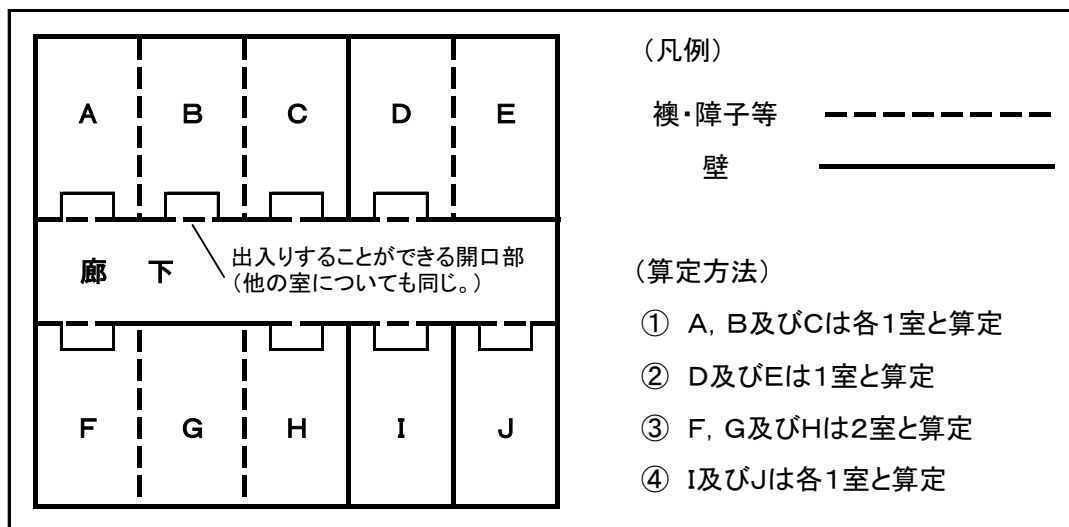 A B C D E
出入りすることができる開口部
(他の室についても同じ。)
廊 下
F G H I J
(凡例)
襖・障子等
壁
(算定方法)
① A, B及びCは各1室と算定
② D及びEは1室と算定
③ F, G及びHは2室と算定
④ I及びJは各1室と算定